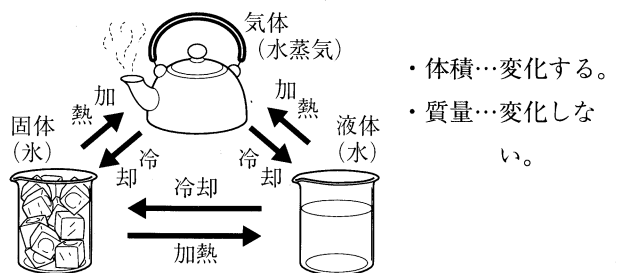 気体
(水蒸気)
加熱
加熱
・体積…変化する。
・質量…変化しな
い。
固体
(氷)
液体
(水)
冷却
冷却
冷却
加熱